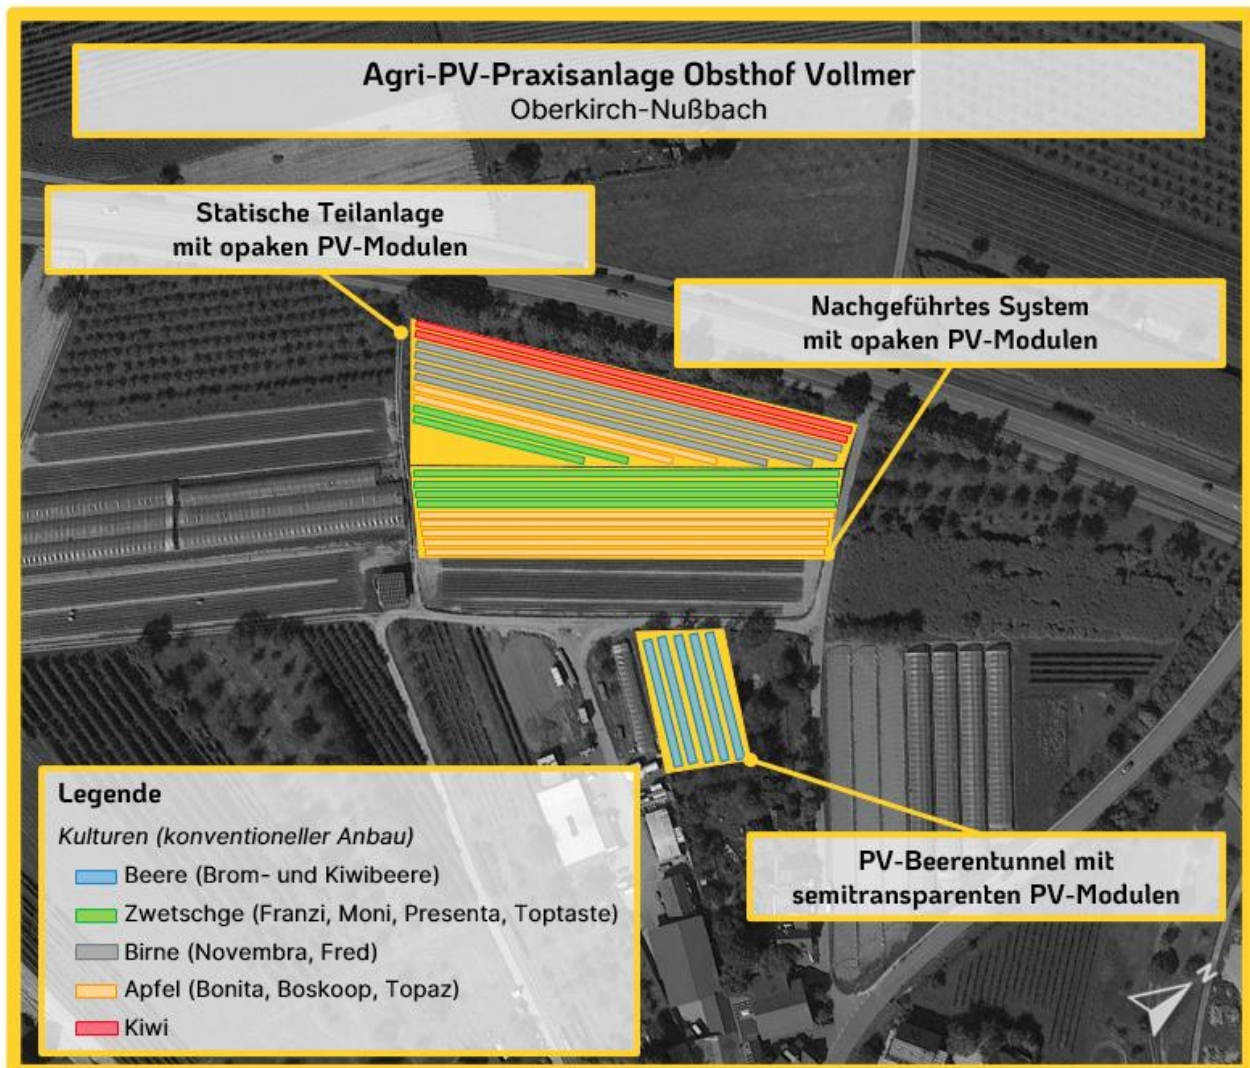 Agri-PV-Praxisanlage Obsthof Vollmer
Oberkirch-Nußbach
Statische Teilanlage
mit opaken PV-Modulen
Nachgeführtes System
mit opaken PV-Modulen
PV-Beerentunnel mit
semitransparenten PV-Modulen
Legende
Kulturen (konventioneller Anbau)
Beere (Brom- und Kiwibeere)
Zwetschge (Franzi, Moni, Presenta, Toptaste)
Birne (Novembra, Fred)
Apfel (Bonita, Boskoop, Topaz)
Kiwi
N